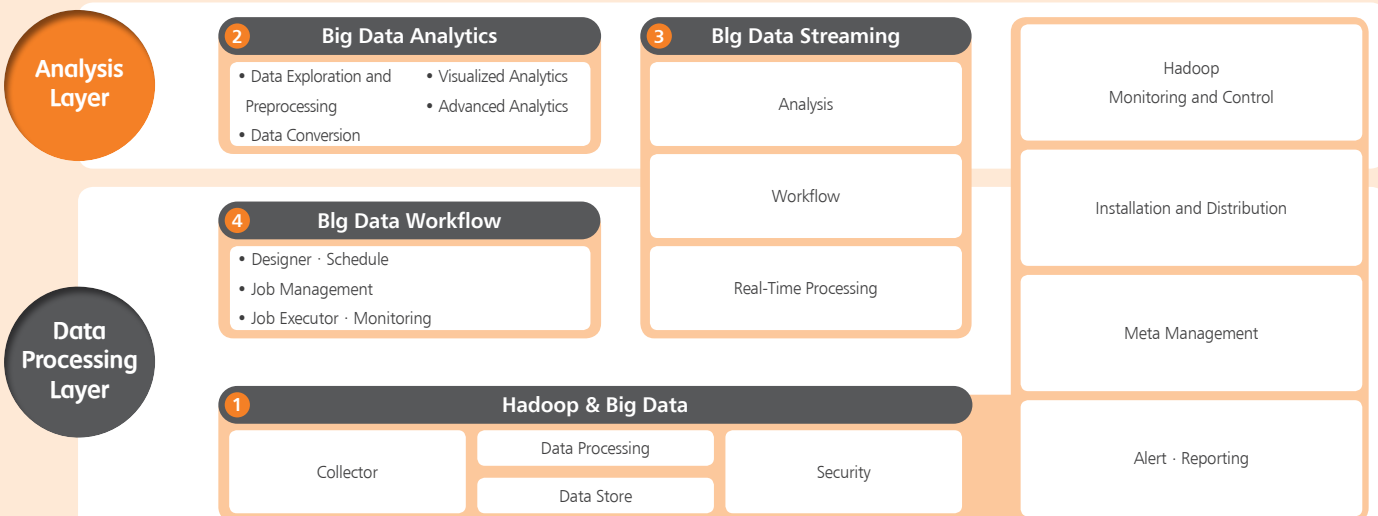 Analysis
Layer
2
Big Data Analytics
• Data Exploration and
Preprocessing
• Data Conversion
• Visualized Analytics
• Advanced Analytics
3
Blg Data Streaming
Analysis
Workflow
Real-Time Processing
Hadoop
Monitoring and Control
Installation and Distribution
Meta Management
Alert · Reporting
Data
Processing
Layer
4
Blg Data Workflow
• Designer · Schedule
• Job Management
• Job Executor · Monitoring
1
Hadoop & Big Data
Collector
Data Processing
Data Store
Security